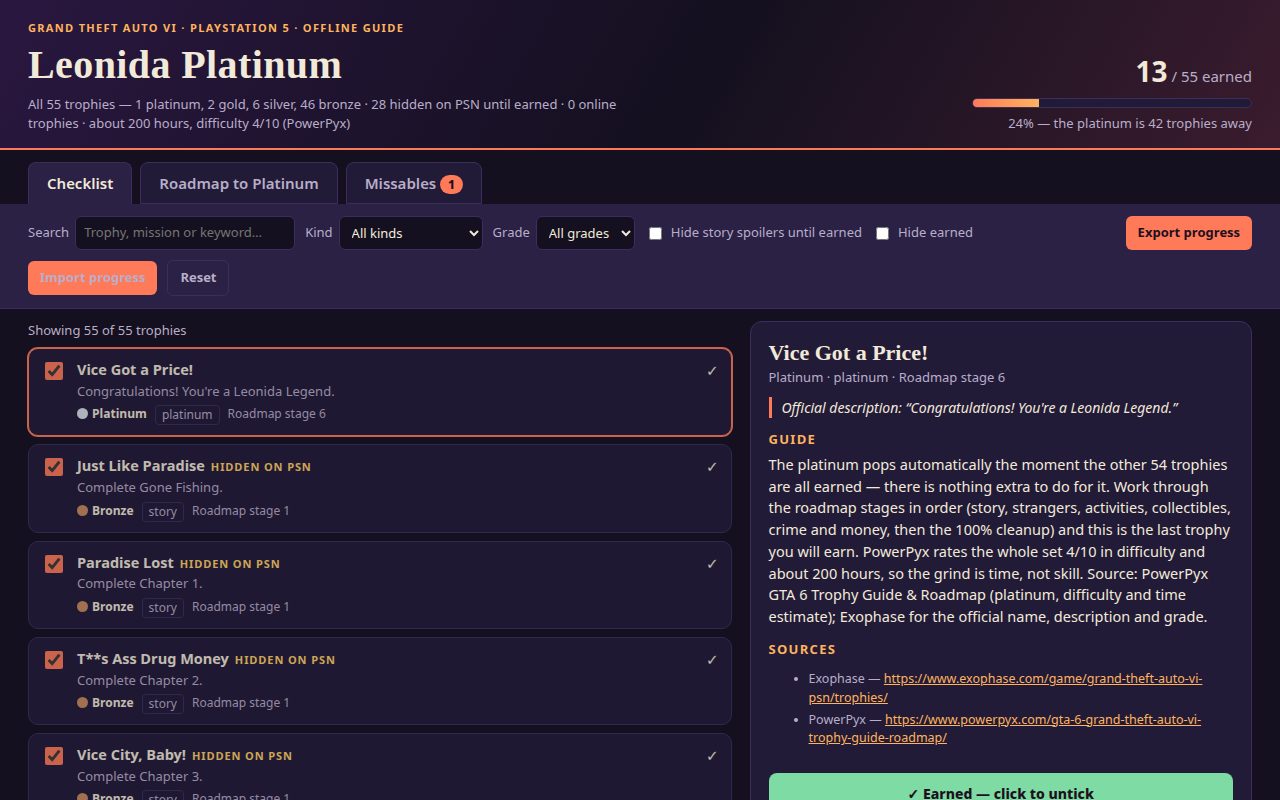 GRAND THEFT AUTO VI · PLAYSTATION 5 · OFFLINE GUIDE
Leonida Platinum
All 55 trophies — 1 platinum, 2 gold, 6 silver, 46 bronze · 28 hidden on PSN until earned · 0 online
trophies · about 200 hours, difficulty 4/10 (PowerPyx)
13 / 55 earned
24% — the platinum is 42 trophies away
Checklist
Roadmap to Platinum
Missables 1
Search Trophy, mission or keyword... Kind All kinds Grade All grades Hide story spoilers until earned Hide earned Export progress
Import progress Reset
Showing 55 of 55 trophies
Vice Got a Price! ✓
Congratulations! You're a Leonida Legend.
Platinum platinum Roadmap stage 6
Just Like Paradise HIDDEN ON PSN ✓
Complete Gone Fishing.
Bronze story Roadmap stage 1
Paradise Lost HIDDEN ON PSN ✓
Complete Chapter 1.
Bronze story Roadmap stage 1
T**s Ass Drug Money HIDDEN ON PSN ✓
Complete Chapter 2.
Bronze story Roadmap stage 1
Vice City, Baby! HIDDEN ON PSN ✓
Complete Chapter 3.
Bronze story Roadmap stage 1
Vice Got a Price!
Platinum · platinum · Roadmap stage 6
Official description: “Congratulations! You're a Leonida Legend.”
GUIDE
The platinum pops automatically the moment the other 54 trophies
are all earned — there is nothing extra to do for it. Work through
the roadmap stages in order (story, strangers, activities, collectibles,
crime and money, then the 100% cleanup) and this is the last trophy
you will earn. PowerPyx rates the whole set 4/10 in difficulty and
about 200 hours, so the grind is time, not skill. Source: PowerPyx
GTA 6 Trophy Guide & Roadmap (platinum, difficulty and time
estimate); Exophase for the official name, description and grade.
SOURCES
• Exophase — https://www.exophase.com/game/grand-theft-auto-vi-
psn/trophies/
• PowerPyx — https://www.powerpyx.com/gta-6-grand-theft-auto-vi-
trophy-guide-roadmap/
✓ Earned — click to untick